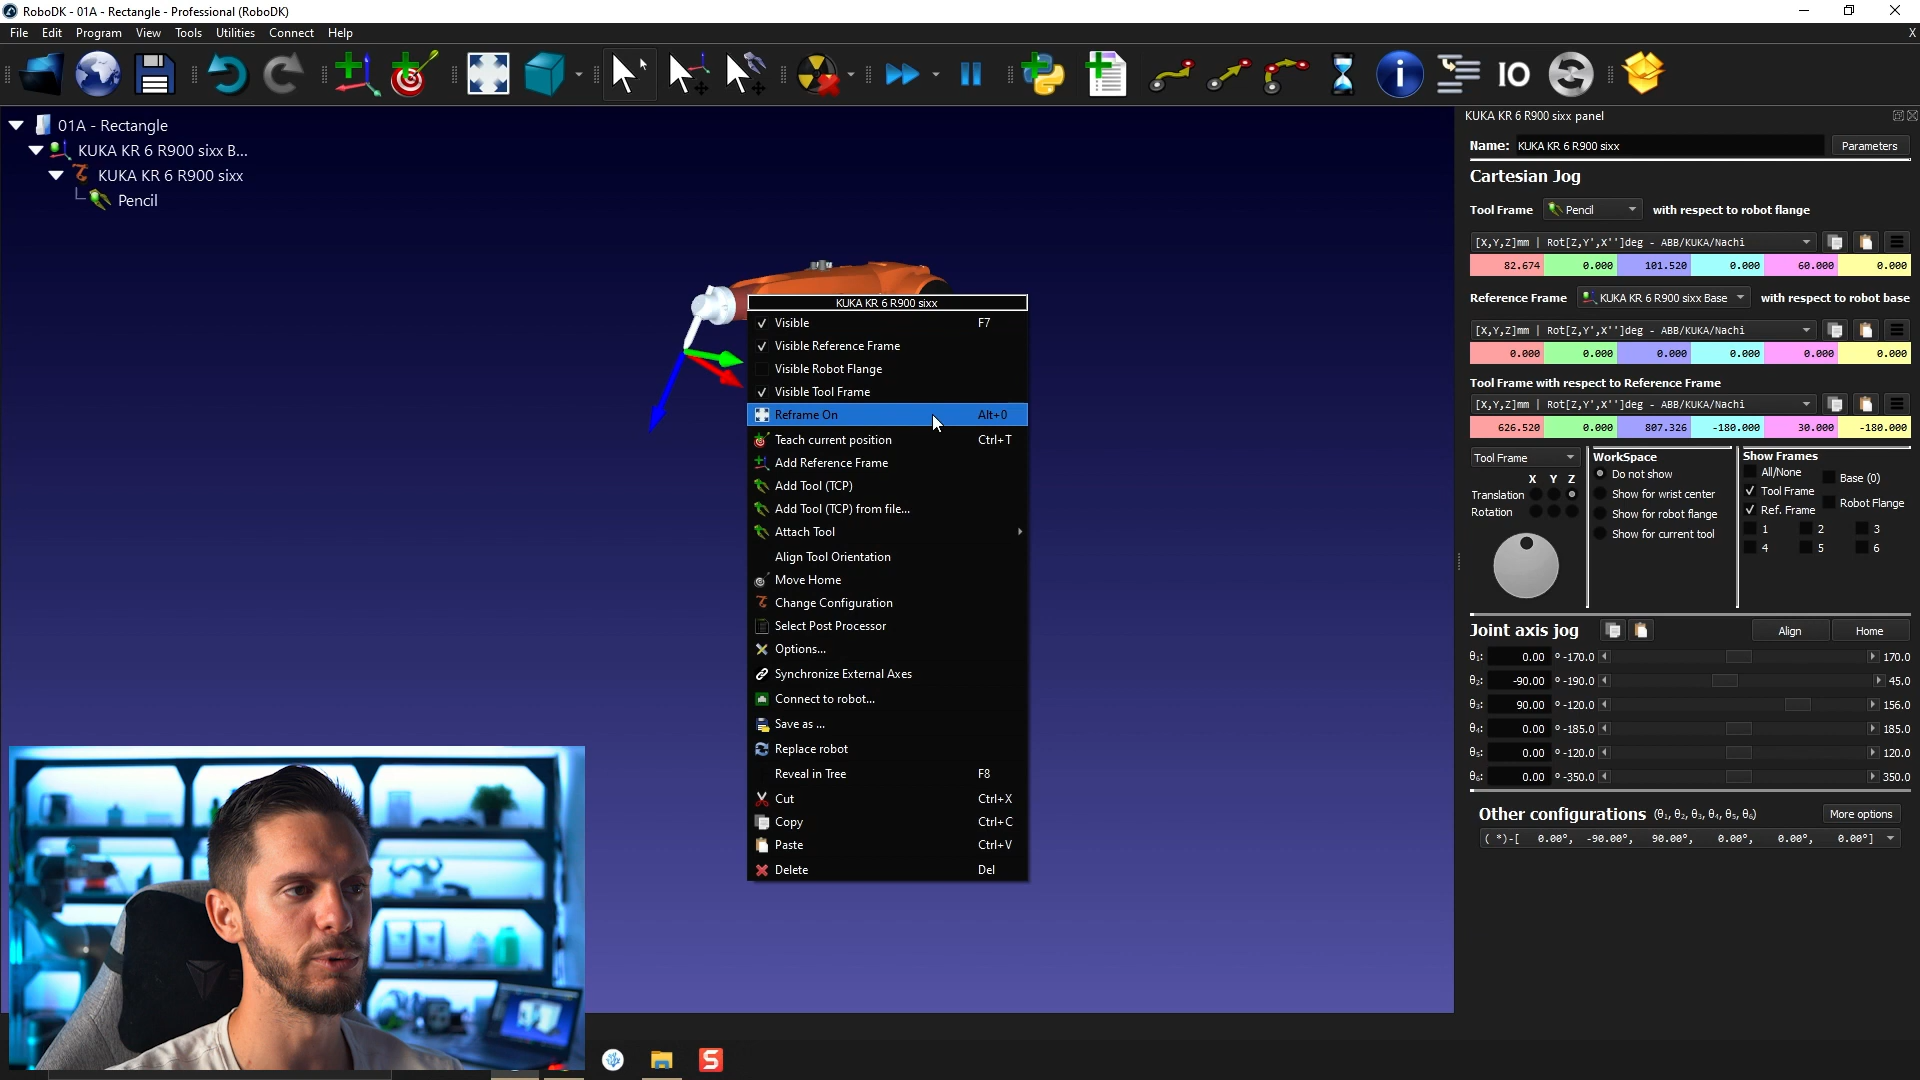 RoboDK - 01A - Rectangle - Professional (RoboDK)
File Edit Program View Tools Utilities Connect Help X
IO
01A - Rectangle
KUKA KR 6 R900 sixx B...
KUKA KR 6 R900 sixx
Pencil
KUKA KR 6 R900 sixx
Visible F7
Visible Reference Frame
Visible Robot Flange
Visible Tool Frame
Reframe On Alt+0
Teach current position Ctrl+T
Add Reference Frame
Add Tool (TCP)
Add Tool (TCP) from file...
Attach Tool
Align Tool Orientation
Move Home
Change Configuration
Select Post Processor
Options...
Synchronize External Axes
Connect to robot...
Save as ...
Replace robot
Reveal in Tree F8
Cut Ctrl+X
Copy Ctrl+C
Paste Ctrl+V
Delete Del
KUKA KR 6 R900 sixx panel
Name: KUKA KR 6 R900 sixx Parameters
Cartesian Jog
Tool Frame Pencil with respect to robot flange
[X,Y,Z]mm | Rot[Z,Y',X'']deg - ABB/KUKA/Nachi
82.674 0.000 101.520 0.000 60.000 0.000
Reference Frame KUKA KR 6 R900 sixx Base with respect to robot base
[X,Y,Z]mm | Rot[Z,Y',X'']deg - ABB/KUKA/Nachi
0.000 0.000 0.000 0.000 0.000 0.000
Tool Frame with respect to Reference Frame
[X,Y,Z]mm | Rot[Z,Y',X'']deg - ABB/KUKA/Nachi
626.520 0.000 807.326 -180.000 30.000 -180.000
Tool Frame
X Y Z
Translation
Rotation
WorkSpace
Do not show
Show for wrist center
Show for robot flange
Show for current tool
Show Frames
All/None Base (0)
Tool Frame
Ref. Frame Robot Flange
1 2 3
4 5 6
Joint axis jog Align Home
θ₁: 0.00 º -170.0 170.0
θ₂: -90.00 º -190.0 45.0
θ₃: 90.00 º -120.0 156.0
θ₄: 0.00 º -185.0 185.0
θ₅: 0.00 º -120.0 120.0
θ₆: 0.00 º -350.0 350.0
Other configurations (θ₁, θ₂, θ₃, θ₄, θ₅, θ₆) More options
( *)-[ 0.00°, -90.00°, 90.00°, 0.00°, 0.00°, 0.00°]
S